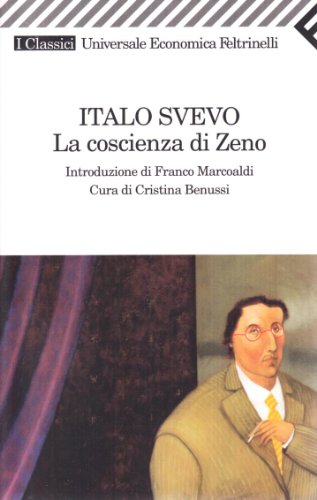 I Classici Universale Economica Feltrinelli
ITALO SVEVO
La coscienza di Zeno
Introduzione di Franco Marcoaldi
Cura di Cristina Benussi